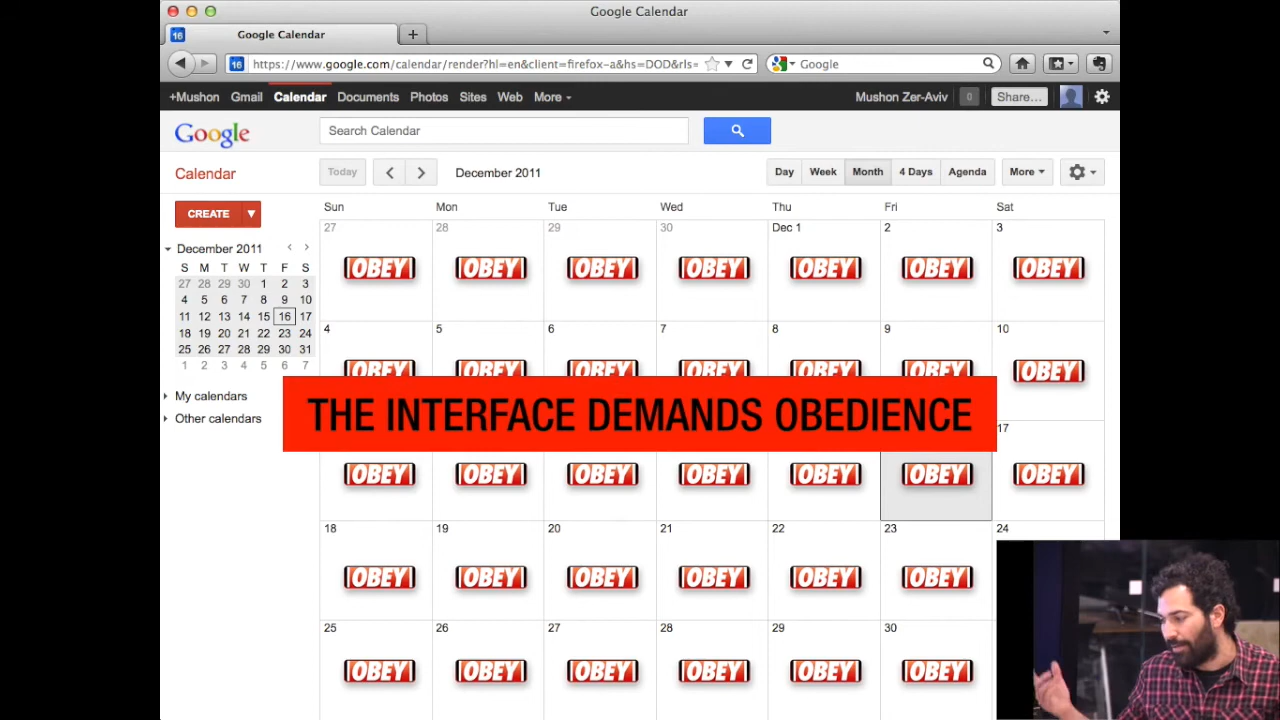 Google Calendar
16 Google Calendar +
16 https://www.google.com/calendar/render?hl=en&client=firefox-a&hs=DOD&rls= Google
+Mushon Gmail Calendar Documents Photos Sites Web More Mushon Zer-Aviv 0 Share...
Google Search Calendar
Calendar Today December 2011 Day Week Month 4 Days Agenda More
CREATE
December 2011
S M T W T F S
27 28 29 30 1 2 3
4 5 6 7 8 9 10
11 12 13 14 15 16 17
18 19 20 21 22 23 24
25 26 27 28 29 30 31
1 2 3 4 5 6 7
My calendars
Other calendars
Sun Mon Tue Wed Thu Fri Sat
27 28 29 30 Dec 1 2 3
OBEY OBEY OBEY OBEY OBEY OBEY OBEY
4 5 6 7 8 9 10
OBEY OBEY OBEY OBEY OBEY OBEY OBEY
THE INTERFACE DEMANDS OBEDIENCE
17
OBEY OBEY OBEY OBEY OBEY OBEY OBEY
18 19 20 21 22 23 24
OBEY OBEY OBEY OBEY OBEY OBEY
25 26 27 28 29 30
OBEY OBEY OBEY OBEY OBEY OBEY